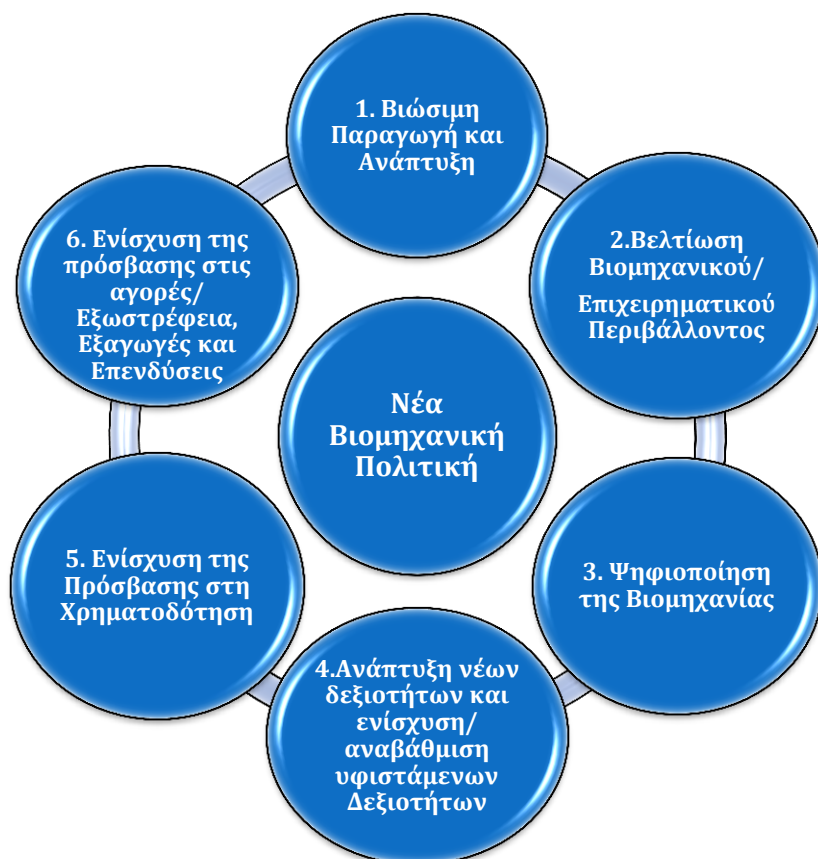 1. Βιώσιμη
Παραγωγή και
Ανάπτυξη
2.Βελτίωση
Βιομηχανικού/
Επιχειρηματικού
Περιβάλλοντος
3. Ψηφιοποίηση
της Βιομηχανίας
4.Ανάπτυξη νέων
δεξιοτήτων και
ενίσχυση/
αναβάθμιση
υφιστάμενων
Δεξιοτήτων
5. Ενίσχυση της
Πρόσβασης στη
Χρηματοδότηση
6. Ενίσχυση της
πρόσβασης στις
αγορές/
Εξωστρέφεια,
Εξαγωγές και
Επενδύσεις
Νέα
Βιομηχανική
Πολιτική